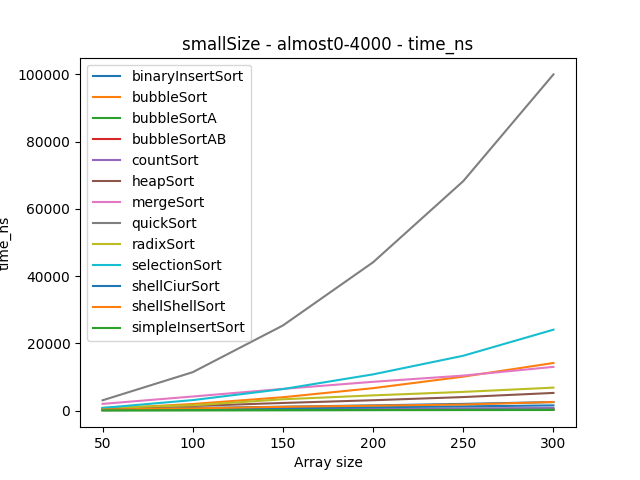 smallSize - almost0-4000 - time_ns
100000
80000
60000
40000
20000
0
time_ns
binaryInsertSort
bubbleSort
bubbleSortA
bubbleSortAB
countSort
heapSort
mergeSort
quickSort
radixSort
selectionSort
shellCiurSort
shellShellSort
simpleInsertSort
50 100 150 200 250 300
Array size